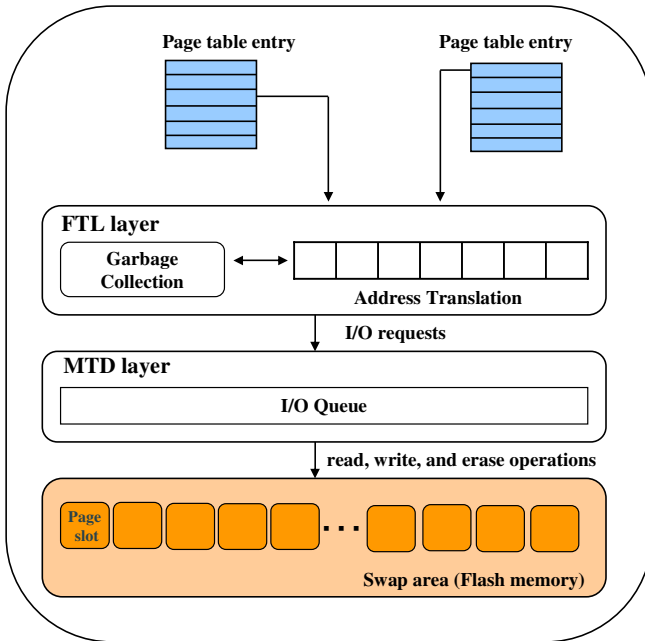 Page table entry
Page table entry
FTL layer
Garbage
Collection
Address Translation
I/O requests
MTD layer
I/O Queue
read, write, and erase operations
Page
slot
Swap area (Flash memory)